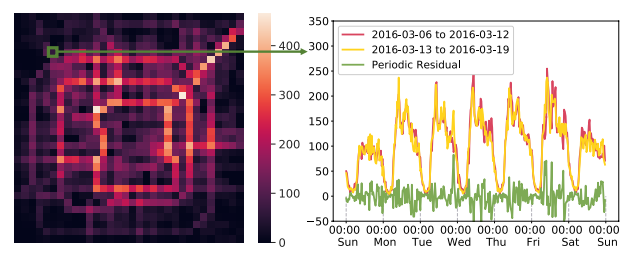 400
300
200
100
0
350
300
250
200
150
100
50
0
−50
2016-03-06 to 2016-03-12
2016-03-13 to 2016-03-19
Periodic Residual
00:00 00:00 00:00 00:00 00:00 00:00 00:00 00:00
Sun Mon Tue Wed Thu Fri Sat Sun